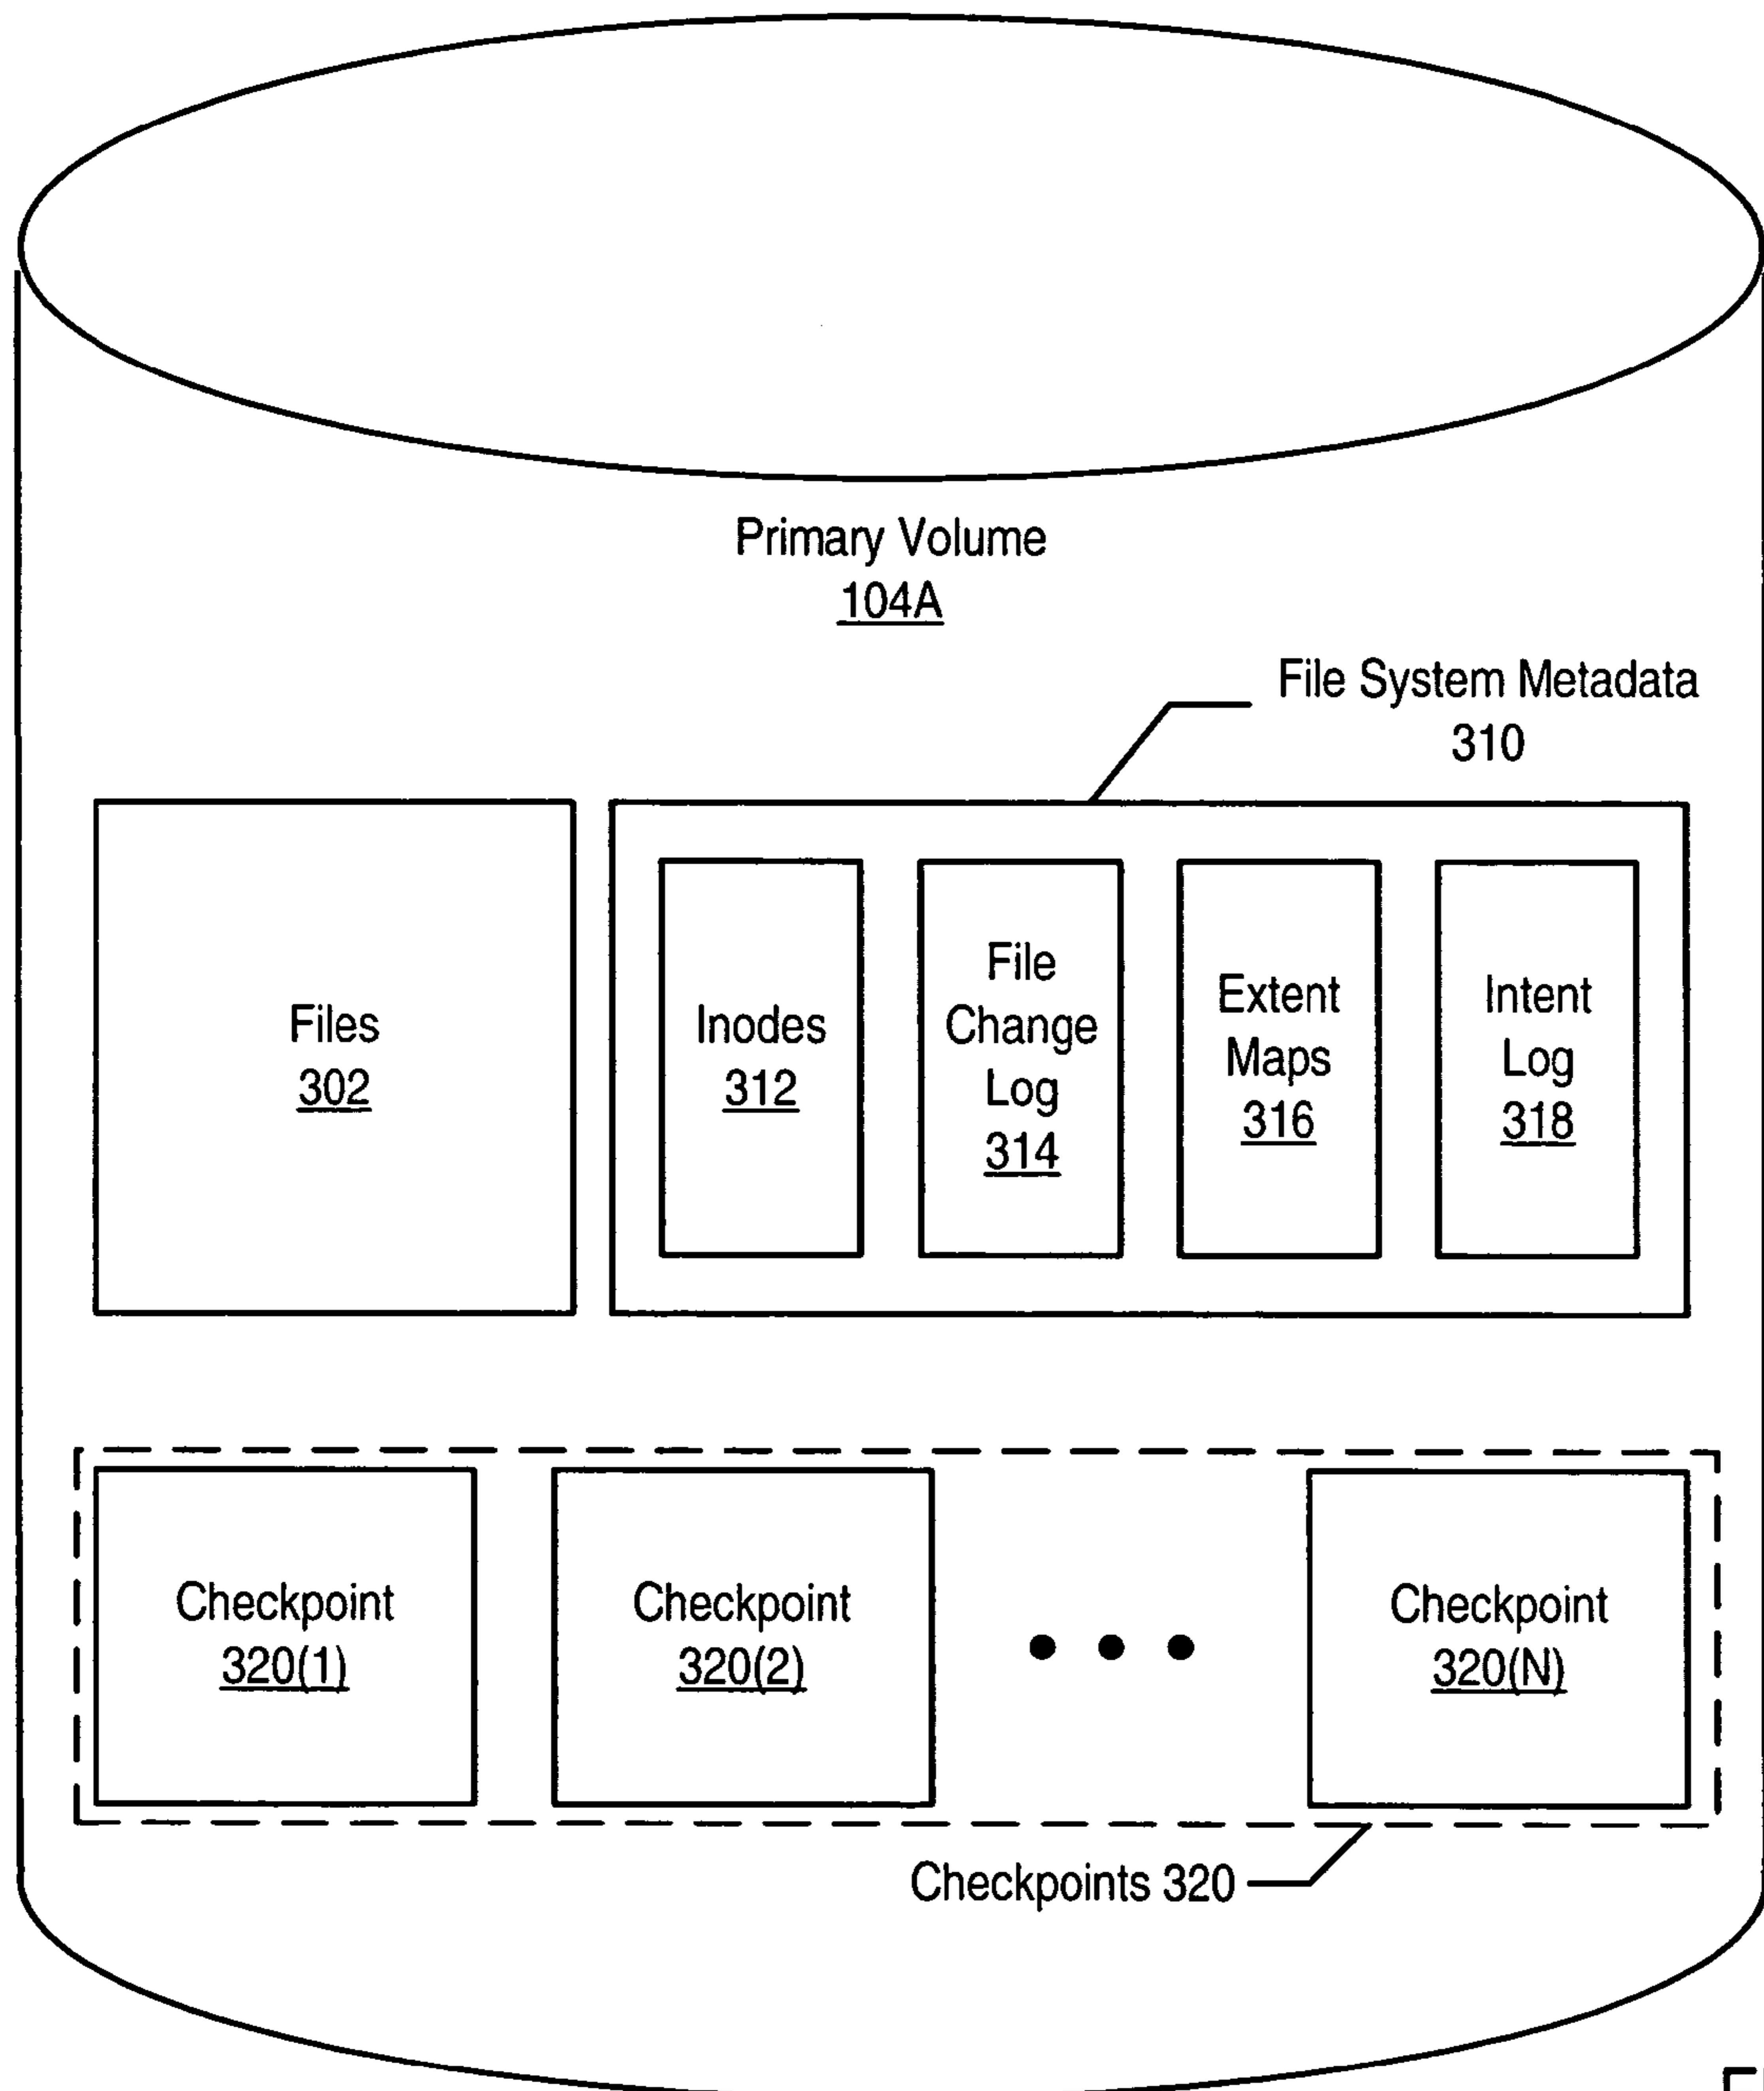 Primary Volume
104A
File System Metadata
310
Files
302
Inodes
312
File
Change
Log
314
Extent
Maps
316
Intent
Log
318
Checkpoint
320(1)
Checkpoint
320(2)
Checkpoint
320(N)
Checkpoints 320